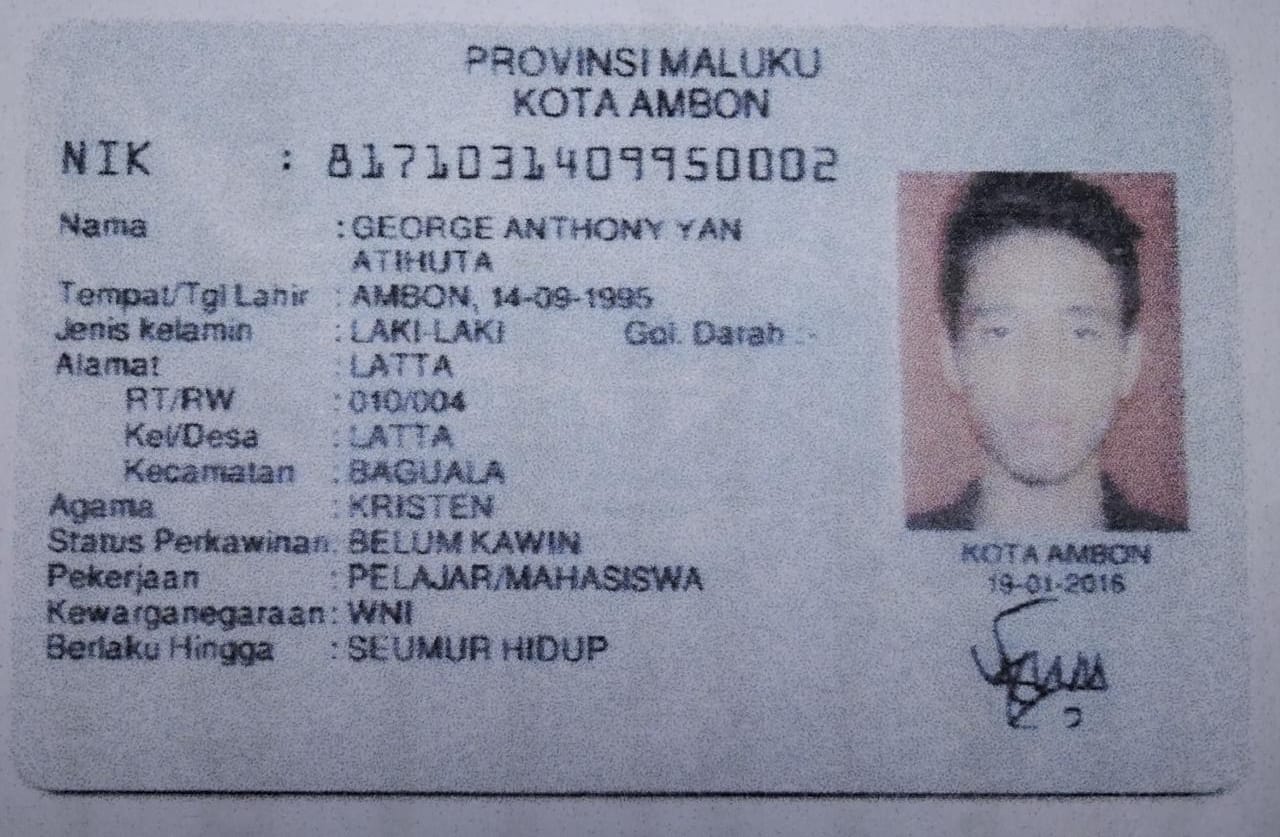 PROVINSI MALUKU
KOTA AMBON
NIK : 8171031409950002
Nama : GEORGE ANTHONY YAN
ATIHUTA
Tempat/Tgl Lahir : AMBON, 14-09-1995
Jenis kelamin : LAKI-LAKI Gol. Darah : -
Alamat : LATTA
RT/RW : 010/004
Kel/Desa : LATTA
Kecamatan : BAGUALA
Agama : KRISTEN
Status Perkawinan: BELUM KAWIN
Pekerjaan : PELAJAR/MAHASISWA
Kewarganegaraan: WNI
Berlaku Hingga : SEUMUR HIDUP
KOTA AMBON
19-01-2016